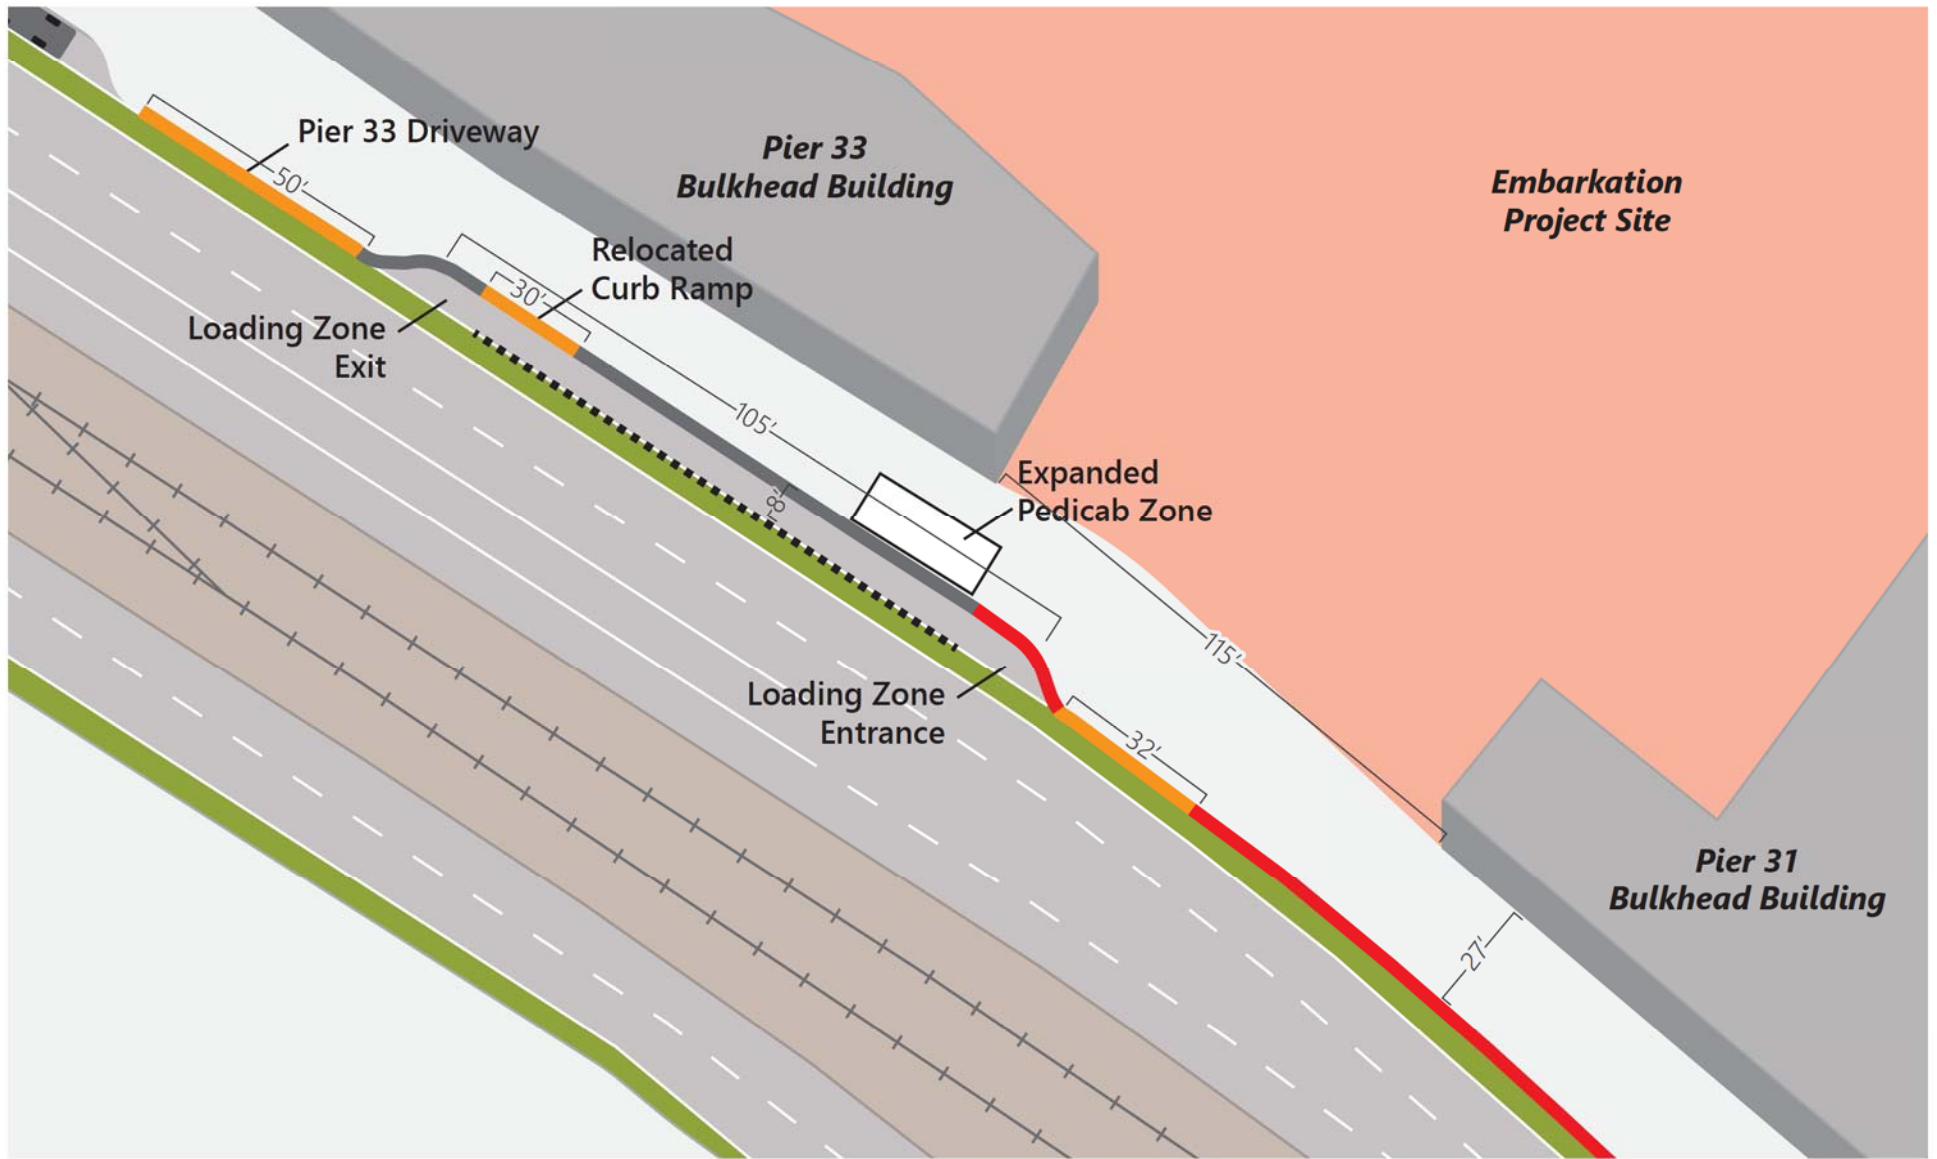 Pier 33 Driveway
50'
Pier 33
Bulkhead Building
Embarkation
Project Site
Relocated
Curb Ramp
30'
Loading Zone
Exit
105'
8'
Expanded
Pedicab Zone
115'
Loading Zone
Entrance
32'
Pier 31
Bulkhead Building
27'